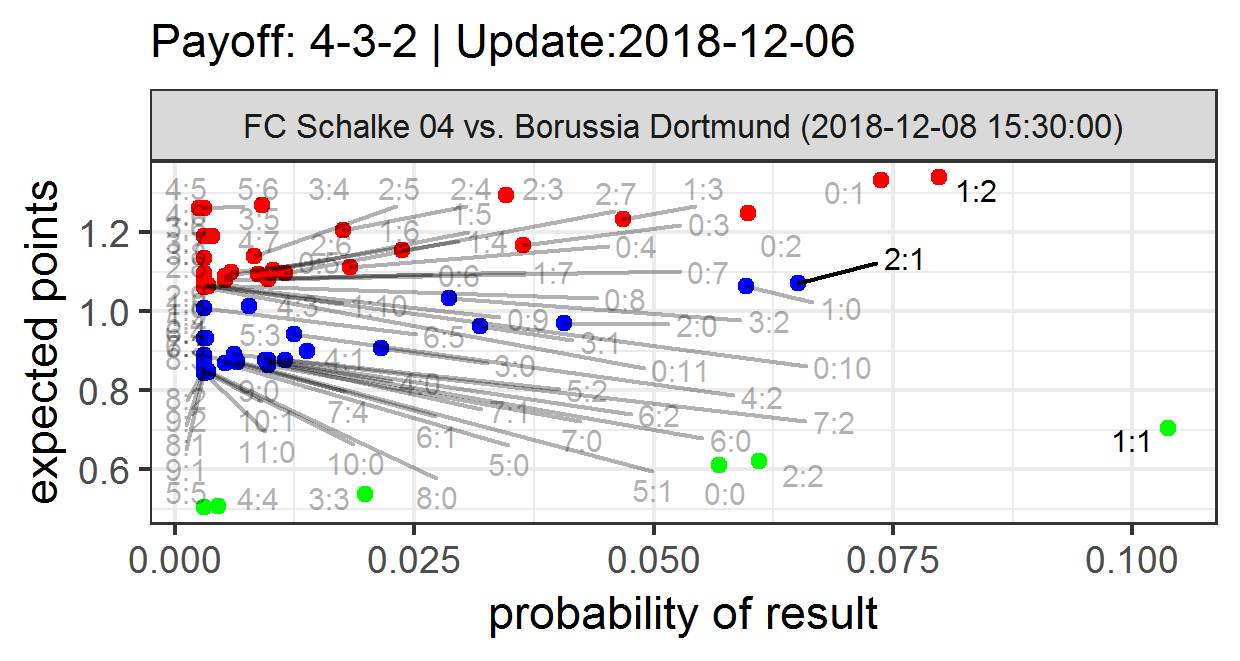 Payoff: 4-3-2 | Update:2018-12-06
FC Schalke 04 vs. Borussia Dortmund (2018-12-08 15:30:00)
4:5 5:6 3:4 2:5 2:4 2:3 2:7 1:3 0:1 1:2
3:5 1:6 1:5 0:3
4:7 2:6 1:4 0:4 0:2
0:5 0:6 1:7 0:7 2:1
4:3 1:10 0:9 0:8 3:2 1:0
5:3 6:5 3:1 2:0
4:1 3:0 0:11 0:10
9:0 4:0 5:2 4:2
9:2 10:1 7:4 7:1 6:2 7:2
8:1 11:0 6:1 7:0 6:0 1:1
9:1 10:0 5:0
5:5 4:4 3:3 8:0 5:1 0:0 2:2
expected points
1.2
1.0
0.8
0.6
0.000 0.025 0.050 0.075 0.100
probability of result